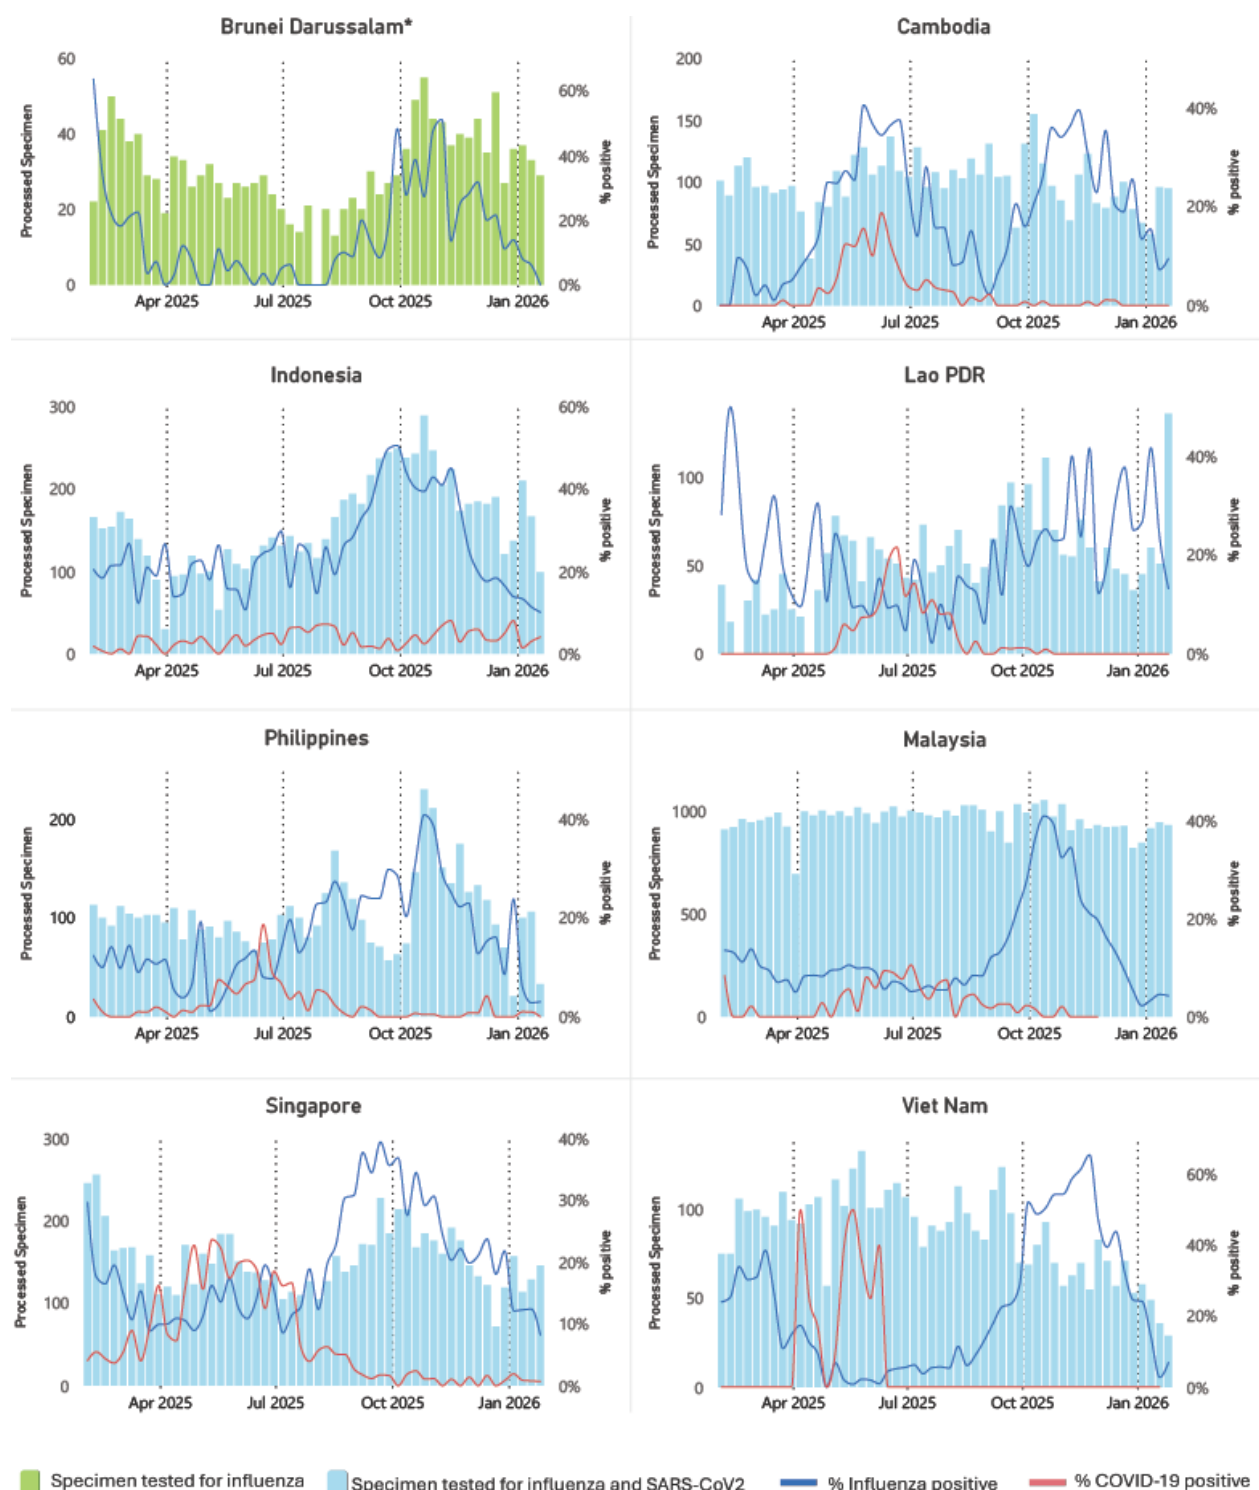 Brunei Darussalam*
60
40
20
0
Processed Specimen
60%
40%
20%
0%
% positive
Apr 2025
Jul 2025
Oct 2025
Jan 2026
Cambodia
200
150
100
50
0
Processed Specimen
40%
20%
0%
% positive
Apr 2025
Jul 2025
Oct 2025
Jan 2026
Indonesia
300
200
100
0
Processed Specimen
60%
40%
20%
0%
% positive
Apr 2025
Jul 2025
Oct 2025
Jan 2026
Lao PDR
100
50
0
Processed Specimen
40%
20%
0%
% positive
Apr 2025
Jul 2025
Oct 2025
Jan 2026
Philippines
200
100
0
Processed Specimen
40%
20%
0%
% positive
Apr 2025
Jul 2025
Oct 2025
Jan 2026
Malaysia
1000
500
0
Processed Specimen
40%
20%
0%
% positive
Apr 2025
Jul 2025
Oct 2025
Jan 2026
Singapore
300
200
100
0
Processed Specimen
40%
30%
20%
10%
0%
% positive
Apr 2025
Jul 2025
Oct 2025
Jan 2026
Viet Nam
100
50
0
Processed Specimen
60%
40%
20%
0%
% positive
Apr 2025
Jul 2025
Oct 2025
Jan 2026
Specimen tested for influenza
Specimen tested for influenza and SARS-CoV2
% Influenza positive
% COVID-19 positive